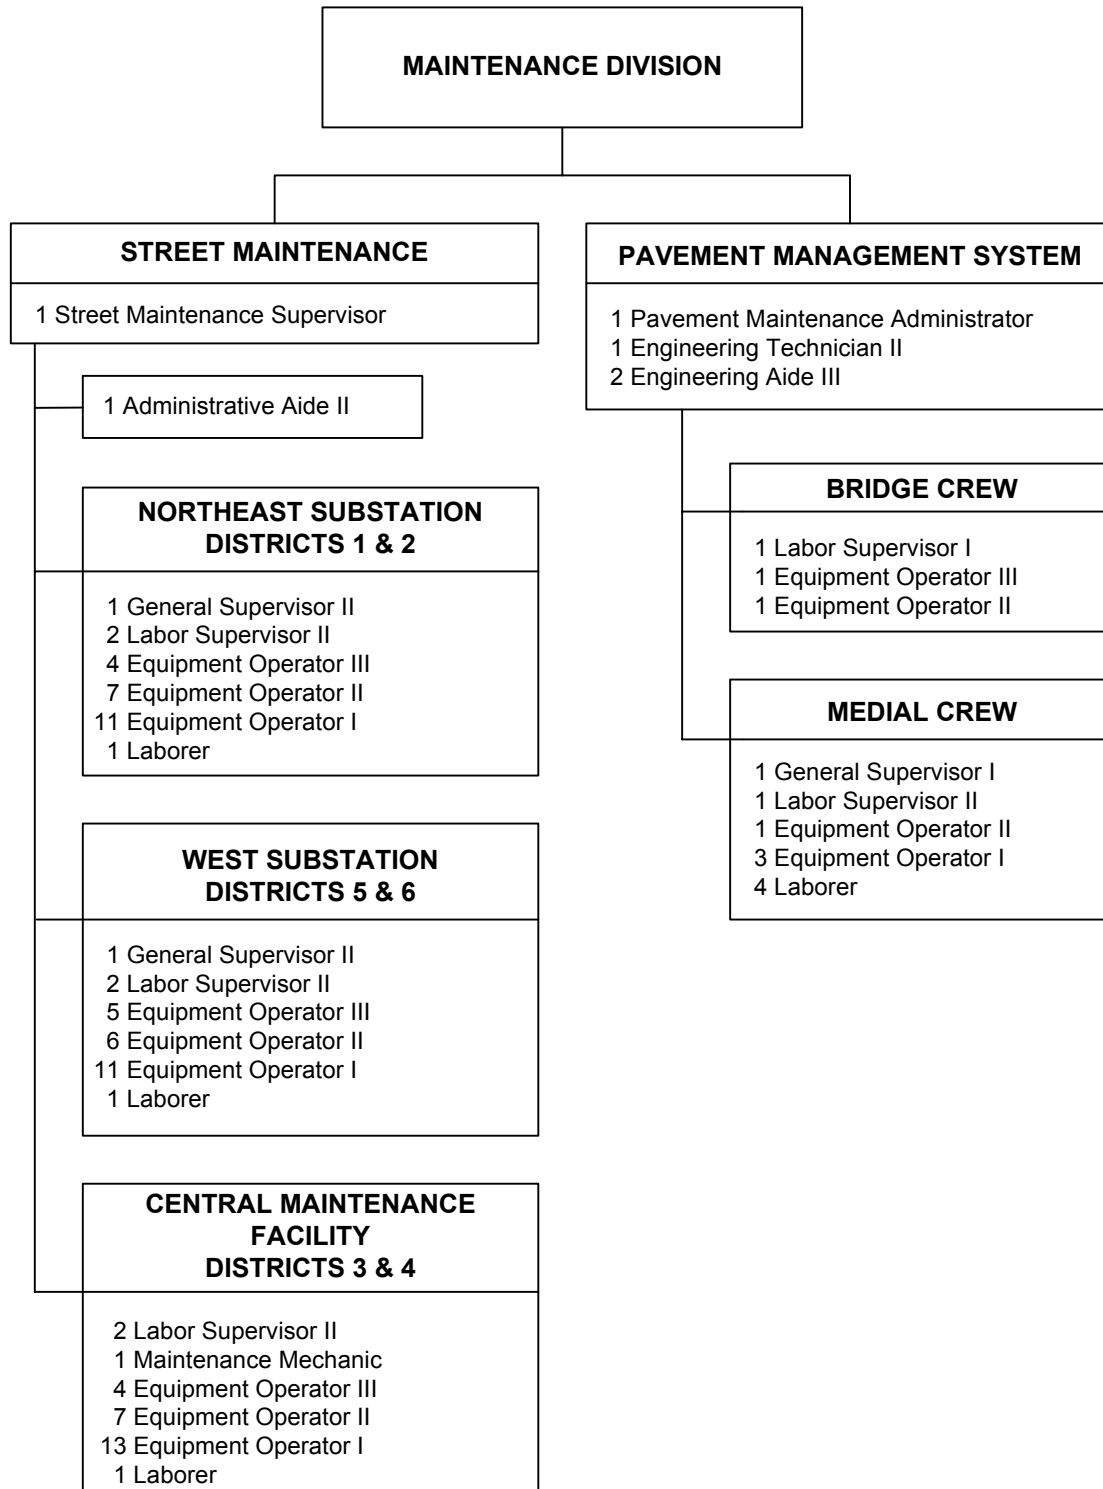 MAINTENANCE DIVISION
STREET MAINTENANCE
1 Street Maintenance Supervisor
1 Administrative Aide II
NORTHEAST SUBSTATION
DISTRICTS 1 & 2
1 General Supervisor II
2 Labor Supervisor II
4 Equipment Operator III
7 Equipment Operator II
11 Equipment Operator I
1 Laborer
WEST SUBSTATION
DISTRICTS 5 & 6
1 General Supervisor II
2 Labor Supervisor II
5 Equipment Operator III
6 Equipment Operator II
11 Equipment Operator I
1 Laborer
CENTRAL MAINTENANCE
FACILITY
DISTRICTS 3 & 4
2 Labor Supervisor II
1 Maintenance Mechanic
4 Equipment Operator III
7 Equipment Operator II
13 Equipment Operator I
1 Laborer
PAVEMENT MANAGEMENT SYSTEM
1 Pavement Maintenance Administrator
1 Engineering Technician II
2 Engineering Aide III
BRIDGE CREW
1 Labor Supervisor I
1 Equipment Operator III
1 Equipment Operator II
MEDIAL CREW
1 General Supervisor I
1 Labor Supervisor II
1 Equipment Operator II
3 Equipment Operator I
4 Laborer